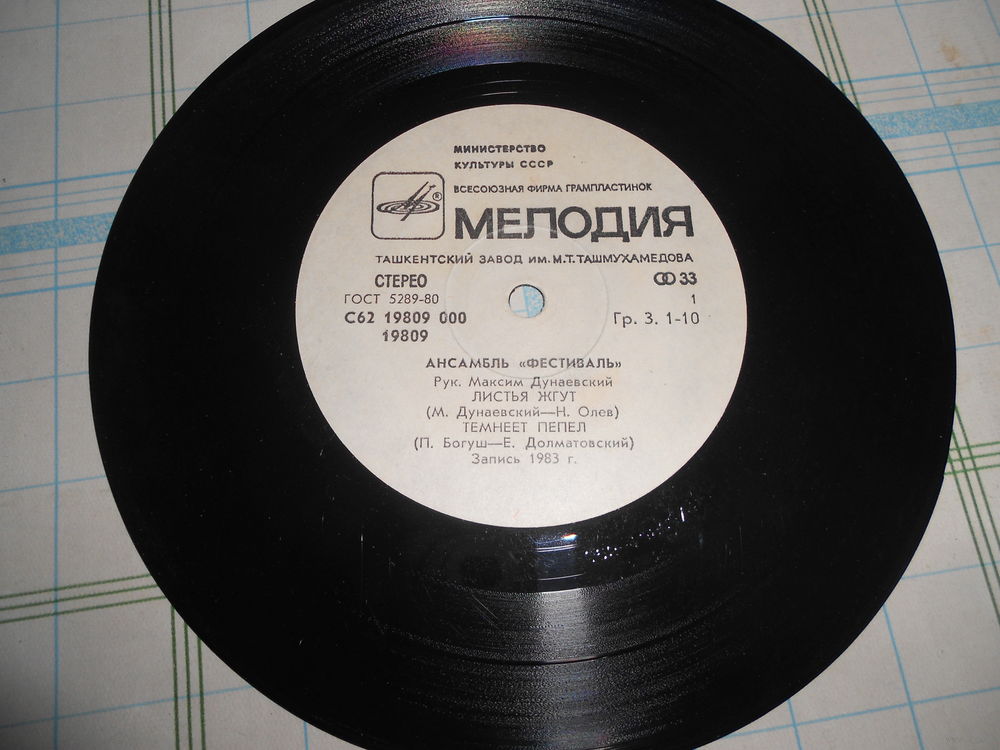 МИНИСТЕРСТВО
КУЛЬТУРЫ СССР
ВСЕСОЮЗНАЯ ФИРМА ГРАМПЛАСТИНОК
® МЕЛОДИЯ
ТАШКЕНТСКИЙ ЗАВОД ИМ. М.Т. ТАШМУХАМЕДОВА
СТЕРЕО 33
ГОСТ 5289-80 1
С62 19809 000 Гр. 3. 1-10
19809
АНСАМБЛЬ «ФЕСТИВАЛЬ»
Рук. Максим Дунаевский
ЛИСТЬЯ ЖГУТ
(М. Дунаевский—Н. Олев)
ТЕМНЕЕТ ПЕПЕЛ
(П. Богуш—Е. Долматовский)
Запись 1983 г.